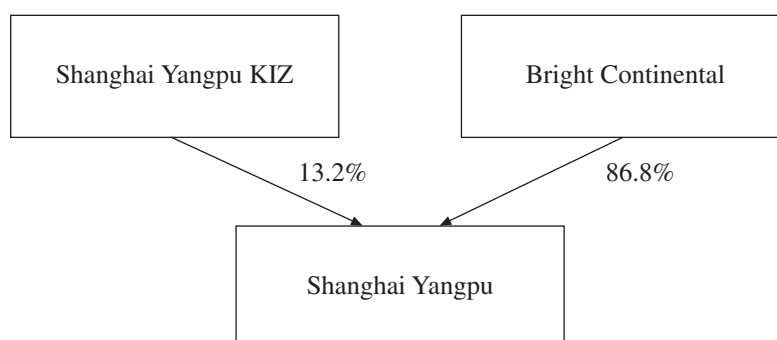 Shanghai Yangpu KIZ
Bright Continental
13.2%
86.8%
Shanghai Yangpu